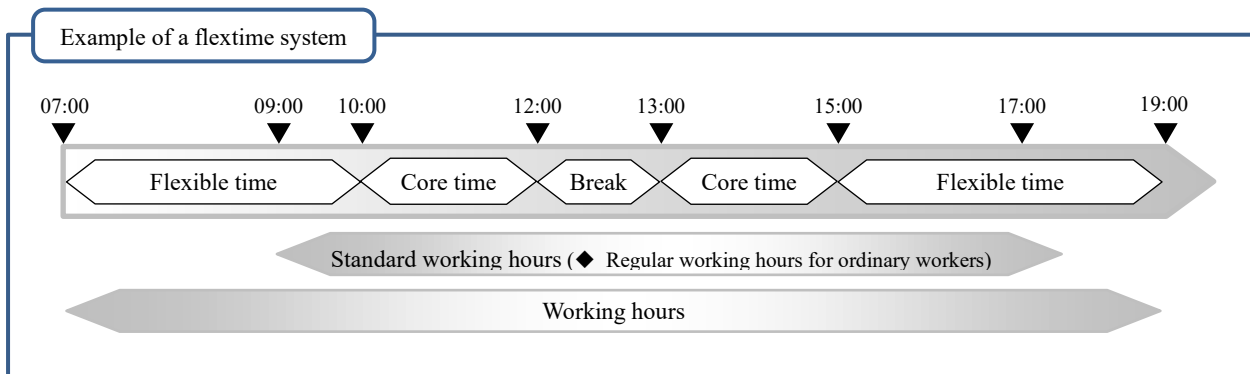 Example of a flextime system
07:00 09:00 10:00 12:00 13:00 15:00 17:00 19:00
Flexible time Core time Break Core time Flexible time
Standard working hours (◆ Regular working hours for ordinary workers)
Working hours